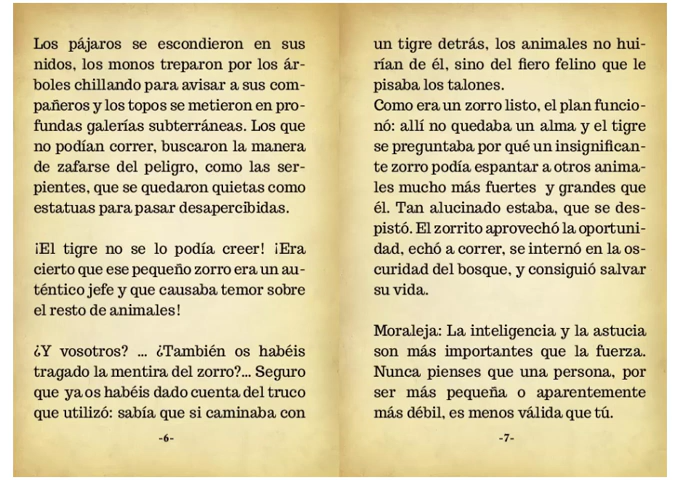 Los pájaros se escondieron en sus
nidos, los monos treparon por los ár-
boles chillando para avisar a sus com-
pañeros y los topos se metieron en pro-
fundas galerías subterráneas. Los que
no podían correr, buscaron la manera
de zafarse del peligro, como las ser-
pientes, que se quedaron quietas como
estatuas para pasar desapercibidas.

¡El tigre no se lo podía creer! ¡Era
cierto que ese pequeño zorro era un au-
téntico jefe y que causaba temor sobre
el resto de animales!

¿Y vosotros? ... ¿También os habéis
tragado la mentira del zorro?... Seguro
que ya os habéis dado cuenta del truco
que utilizó: sabía que si caminaba con
-6-
un tigre detrás, los animales no hui-
rían de él, sino del fiero felino que le
pisaba los talones.
Como era un zorro listo, el plan funcio-
nó: allí no quedaba un alma y el tigre
se preguntaba por qué un insignifican-
te zorro podía espantar a otros anima-
les mucho más fuertes y grandes que
él. Tan alucinado estaba, que se des-
pistó. El zorrito aprovechó la oportuni-
dad, echó a correr, se internó en la os-
curidad del bosque, y consiguió salvar
su vida.

Moraleja: La inteligencia y la astucia
son más importantes que la fuerza.
Nunca pienses que una persona, por
ser más pequeña o aparentemente
más débil, es menos válida que tú.
-7-